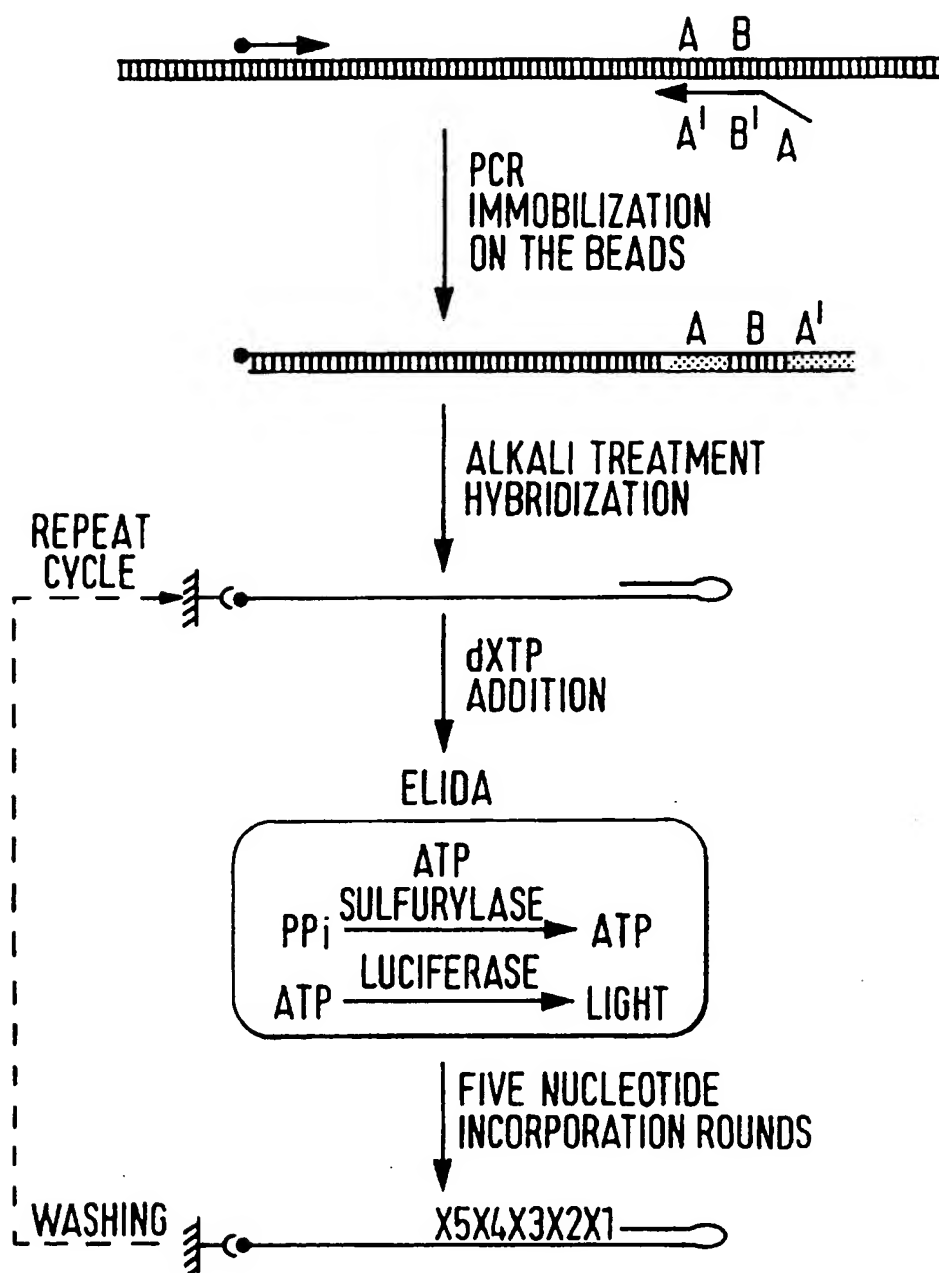 A B
A' B' A
PCR
IMMOBILIZATION
ON THE BEADS
A B A'
ALKALI TREATMENT
HYBRIDIZATION
REPEAT
CYCLE
dXTP
ADDITION
ELIDA
ATP
SULFURYLASE
PPi ATP
LUCIFERASE
ATP LIGHT
FIVE NUCLEOTIDE
INCORPORATION ROUNDS
WASHING
X5X4X3X2X1